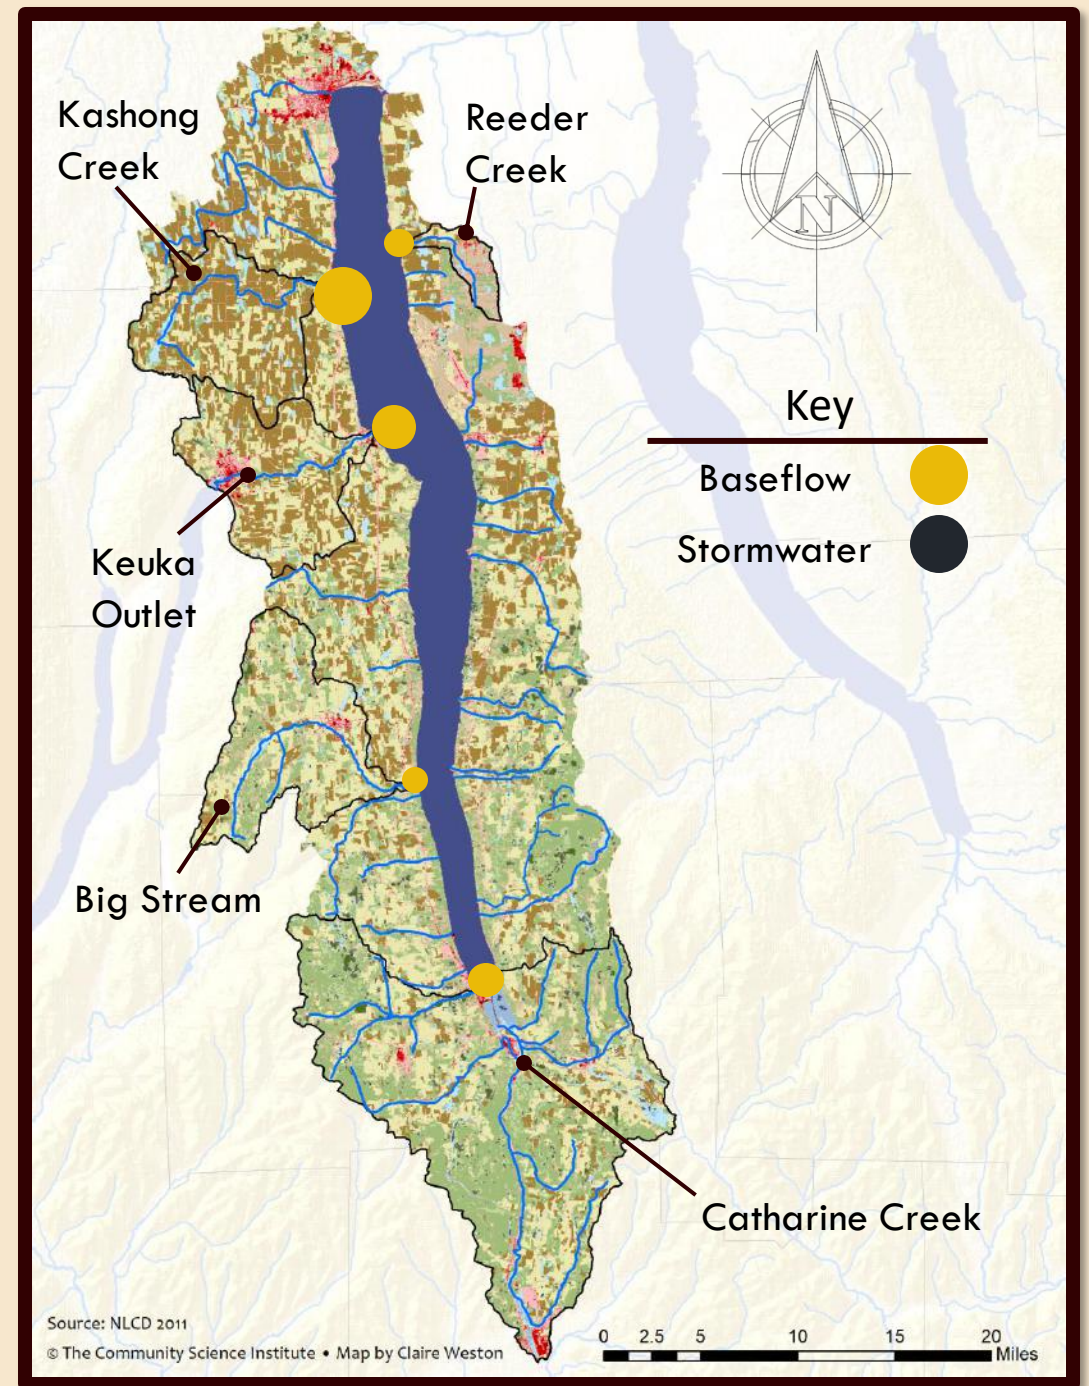 Kashong
Creek
Reeder
Creek
N
Key
Baseflow
Stormwater
Keuka
Outlet
Big Stream
Catharine Creek
Source: NLCD 2011
© The Community Science Institute • Map by Claire Weston
0 2.5 5 10 15 20
Miles